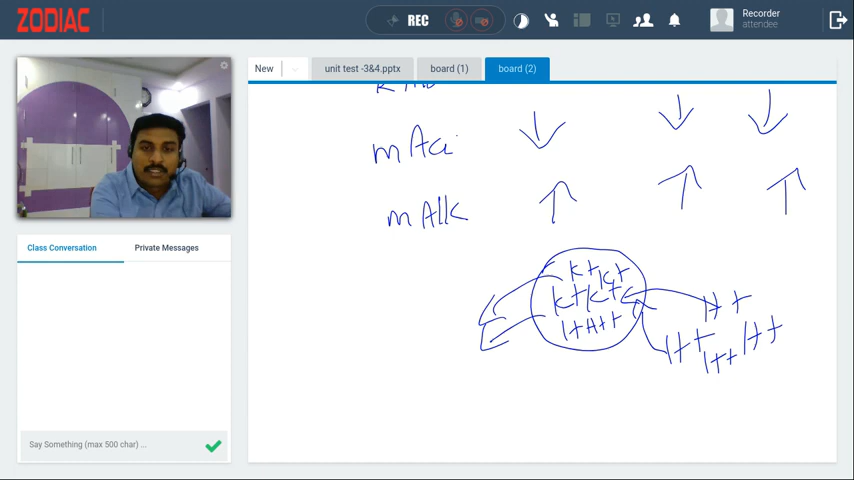 ZODIAC
REC
Recorder
attendee
New
unit test -3&4.pptx
board (1)
board (2)
mAci
mAlk
K+ K+
K+ K+
H+ H+
H+
H+ H+
H+
Class Conversation
Private Messages
Say Something (max 500 char) ...